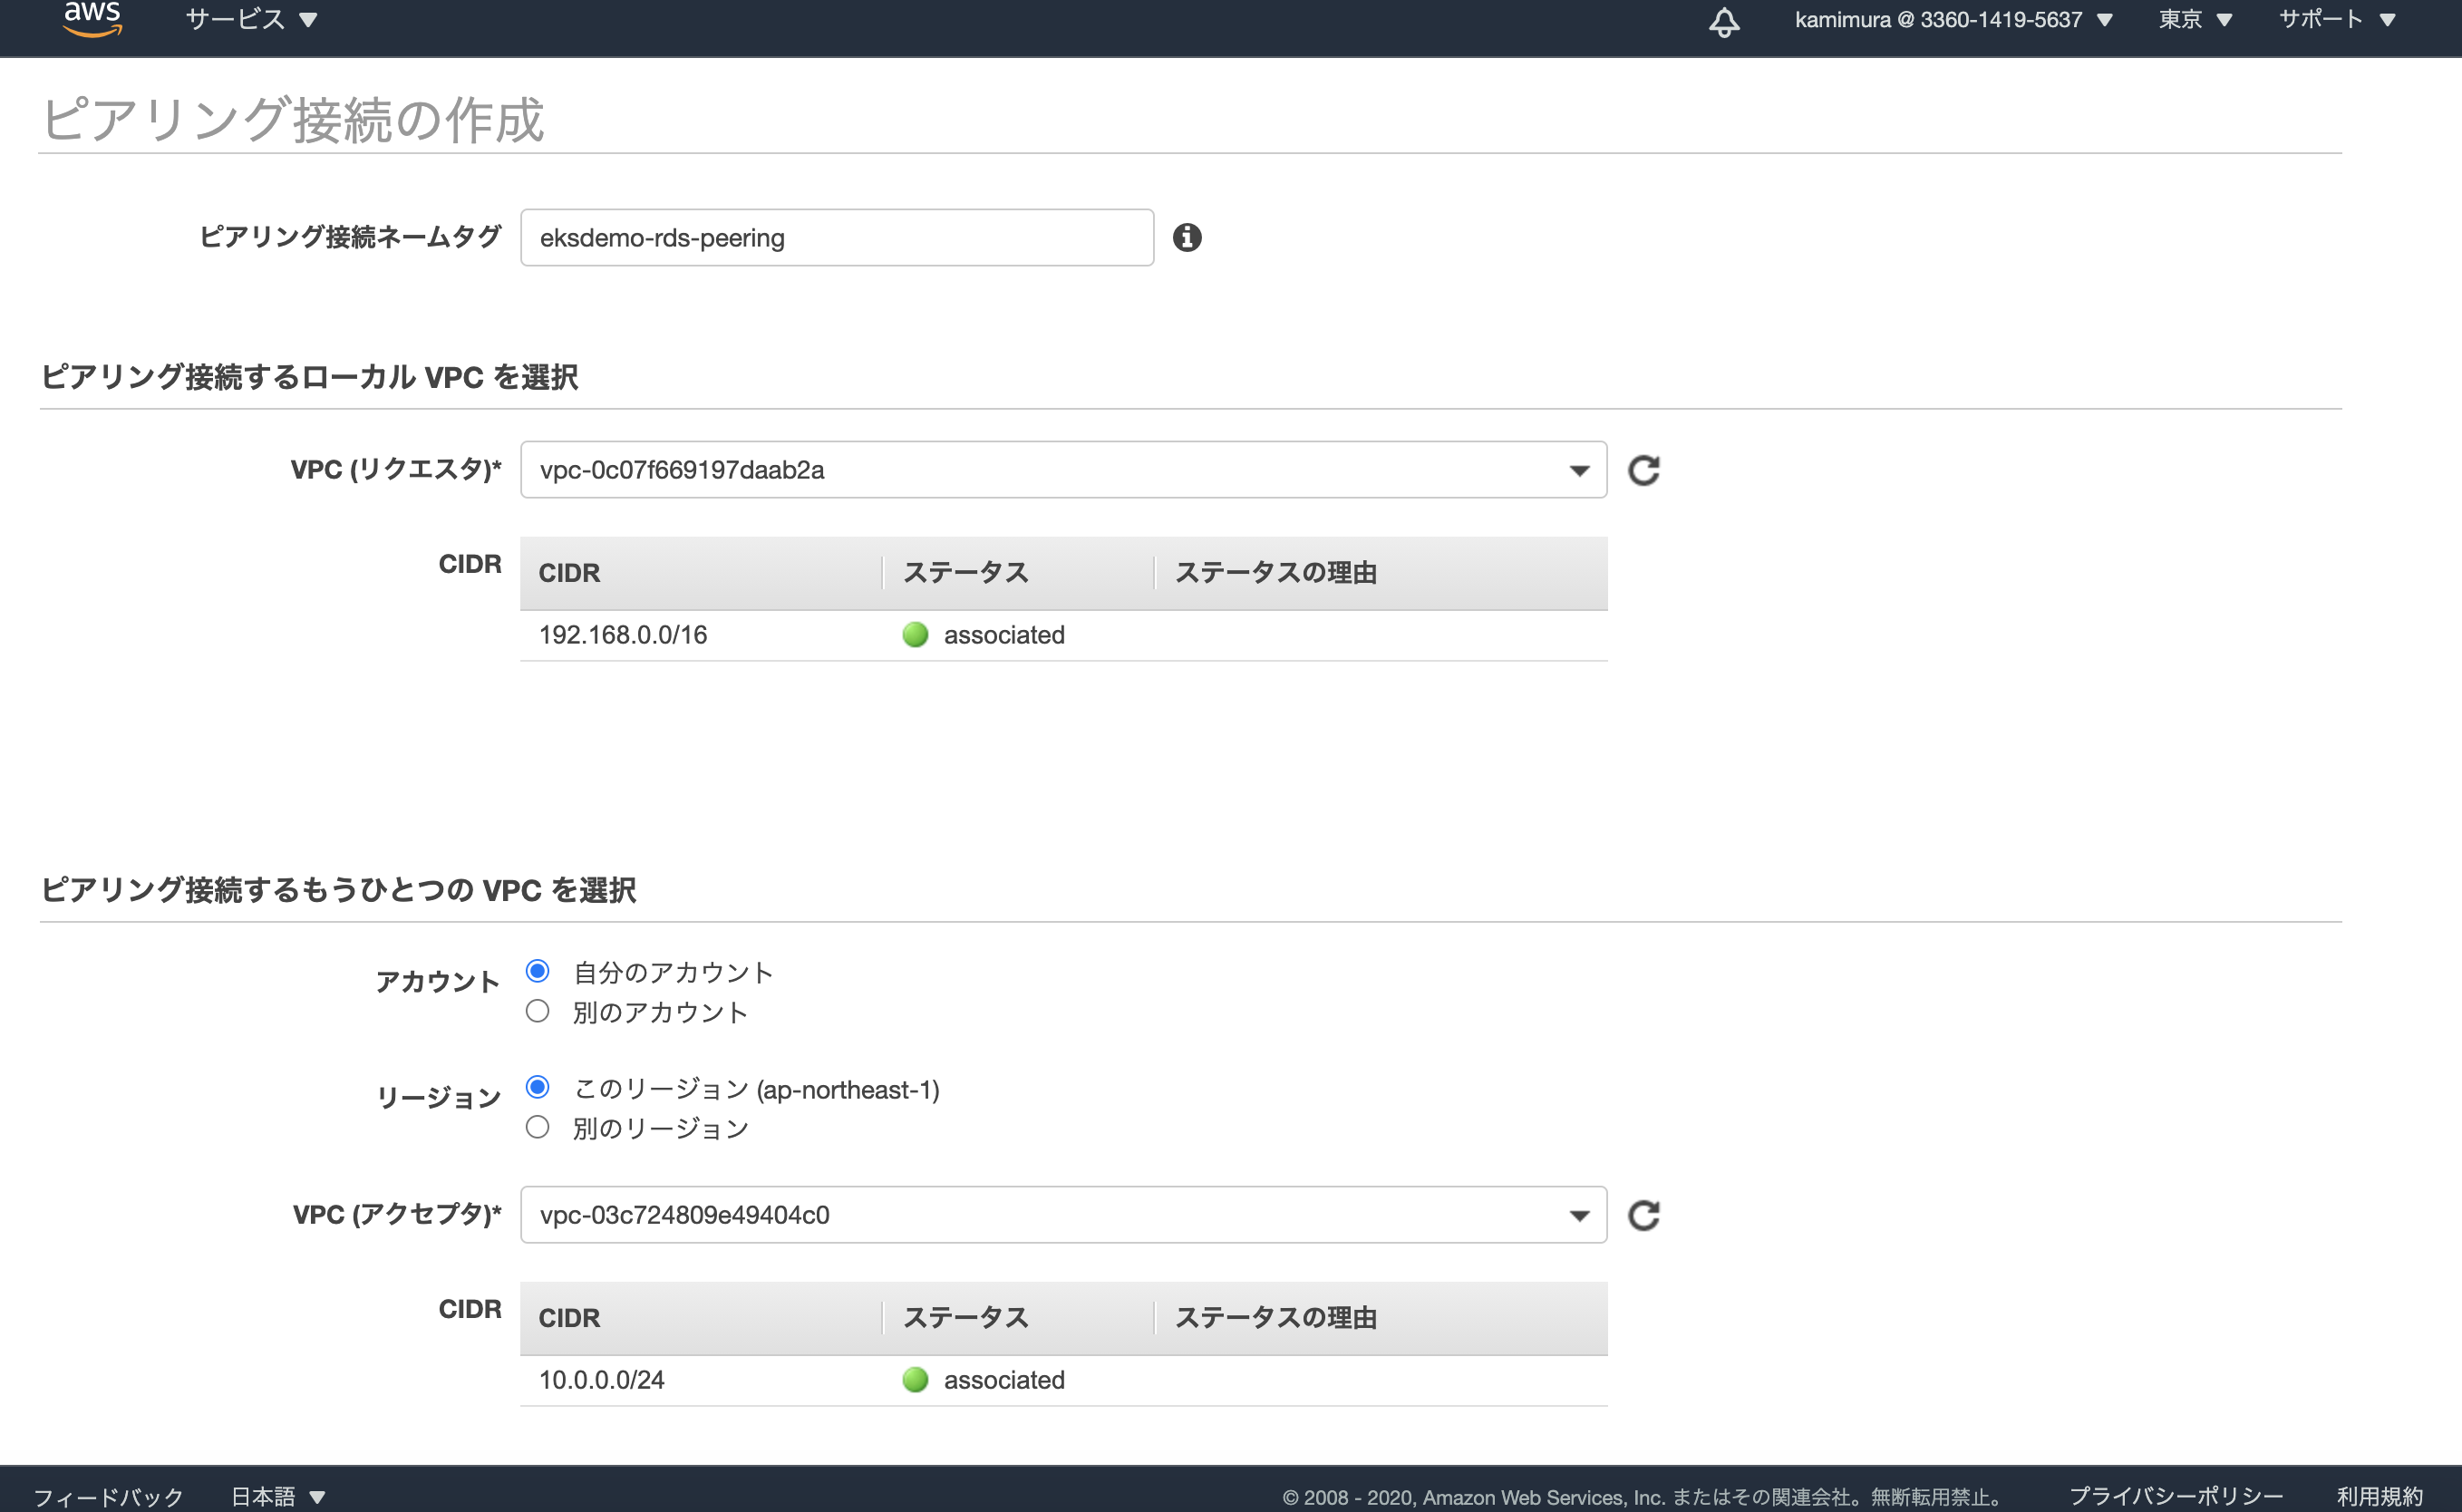 aws サービス kamimura @ 3360-1419-5637 東京 サポート
ピアリング接続の作成
ピアリング接続ネームタグ eksdemo-rds-peering
ピアリング接続するローカル VPC を選択
VPC (リクエスタ)* vpc-0c07f669197daab2a
CIDR CIDR ステータス ステータスの理由
192.168.0.0/16 associated
ピアリング接続するもうひとつの VPC を選択
アカウント 自分のアカウント
別のアカウント
リージョン このリージョン (ap-northeast-1)
別のリージョン
VPC (アクセプタ)* vpc-03c724809e49404c0
CIDR CIDR ステータス ステータスの理由
10.0.0.0/24 associated
フィードバック 日本語 © 2008 - 2020, Amazon Web Services, Inc. またはその関連会社。無断転用禁止。 プライバシーポリシー 利用規約